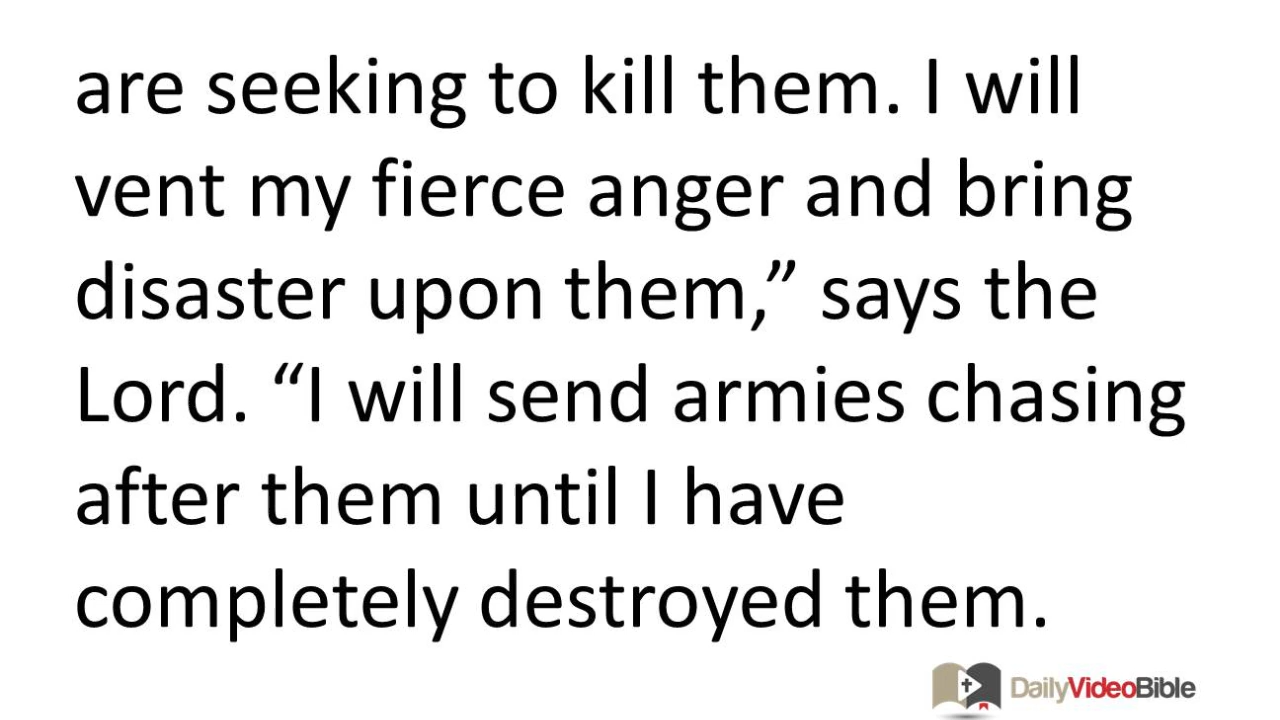 are seeking to kill them. I will
vent my fierce anger and bring
disaster upon them,” says the
Lord. “I will send armies chasing
after them until I have
completely destroyed them.
DailyVideoBible